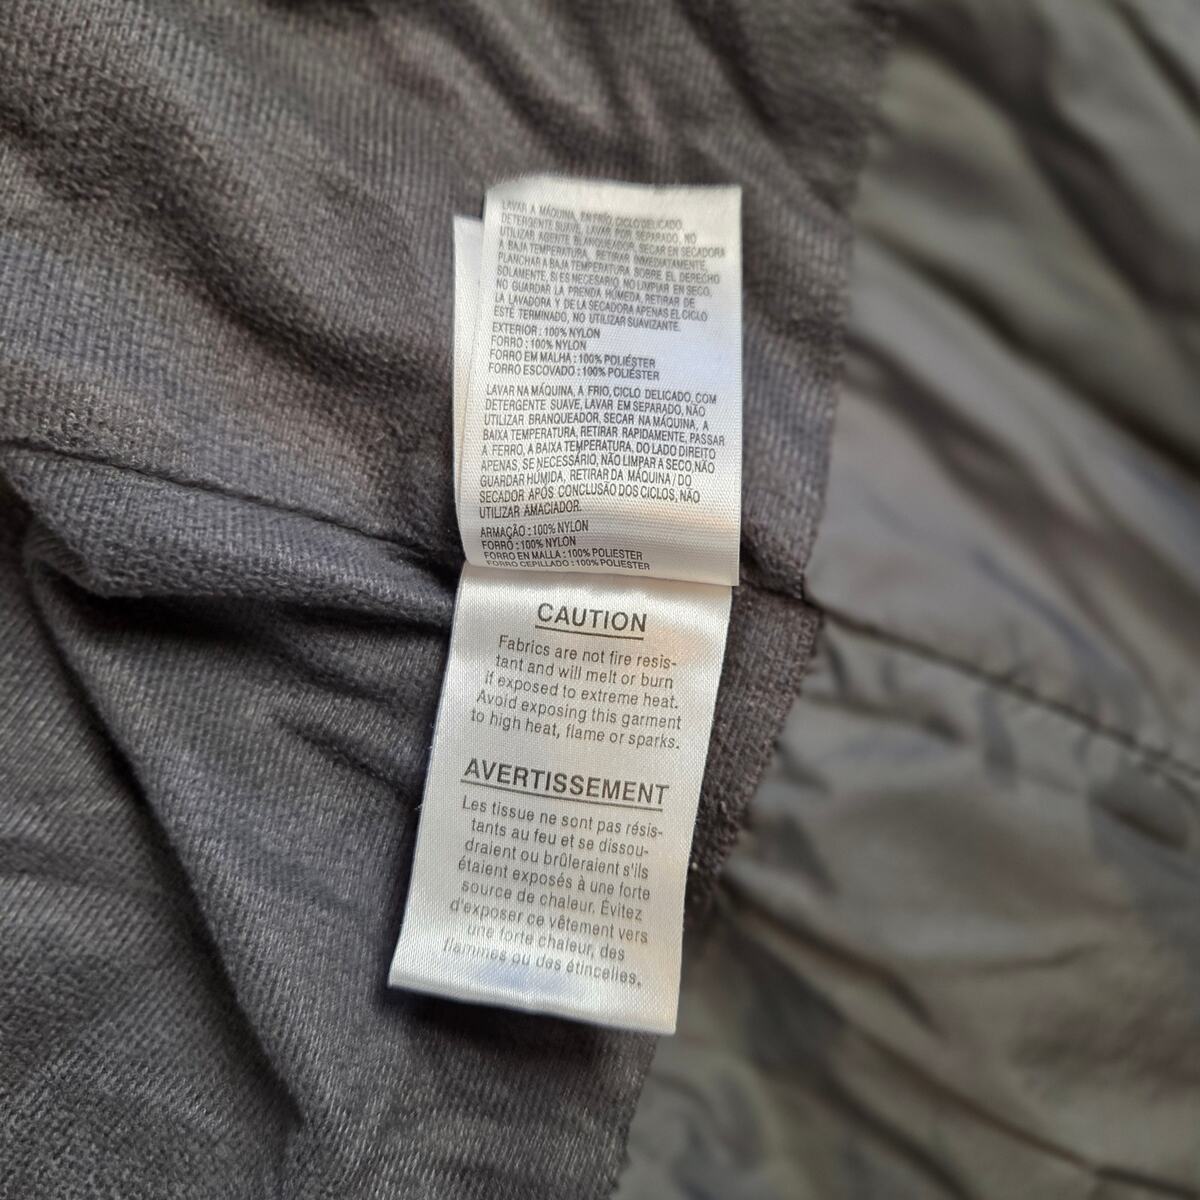 LAVAR A MÁQUINA, EN FRÍO, CICLO DELICADO,
DETERGENTE SUAVE, LAVAR POR SEPARADO, NO
UTILIZAR AGENTE BLANQUEADOR, SECAR EN SECADORA
A BAJA TEMPERATURA, RETIRAR INMEDIATAMENTE,
PLANCHAR A BAJA TEMPERATURA SOBRE EL DERECHO
SOLAMENTE, SI ES NECESARIO, NO LIMPIAR EN SECO,
NO GUARDAR LA PRENDA HÚMEDA, RETIRAR DE
LA LAVADORA Y DE LA SECADORA APENAS EL CICLO
ESTÉ TERMINADO, NO UTILIZAR SUAVIZANTE.
EXTERIOR : 100% NYLON
FORRO : 100% NYLON
FORRO EM MALHA : 100% POLIÉSTER
FORRO ESCOVADO : 100% POLIÉSTER
LAVAR NA MÁQUINA, A FRIO, CICLO DELICADO, COM
DETERGENTE SUAVE, LAVAR EM SEPARADO, NÃO
UTILIZAR BRANQUEADOR, SECAR NA MÁQUINA, A
BAIXA TEMPERATURA, RETIRAR RAPIDAMENTE, PASSAR
A FERRO, A BAIXA TEMPERATURA, DO LADO DIREITO
APENAS, SE NECESSÁRIO, NÃO LIMPAR A SECO, NÃO
GUARDAR HÚMIDA, RETIRAR DA MÁQUINA / DO
SECADOR APÓS CONCLUSÃO DOS CICLOS, NÃO
UTILIZAR AMACIADOR.
ARMAÇÃO : 100% NYLON
FORRO : 100% NYLON
FORRO EN MALLA : 100% POLIESTER
FORRO CEPILLADO : 100% POLIESTER
CAUTION
Fabrics are not fire resis-
tant and will melt or burn
if exposed to extreme heat.
Avoid exposing this garment
to high heat, flame or sparks.
AVERTISSEMENT
Les tissue ne sont pas résis-
tants au feu et se dissou-
draient ou brûleraient s'ils
étaient exposés à une forte
source de chaleur. Évitez
d'exposer ce vêtement vers
une forte chaleur, des
flammes ou des étincelles.